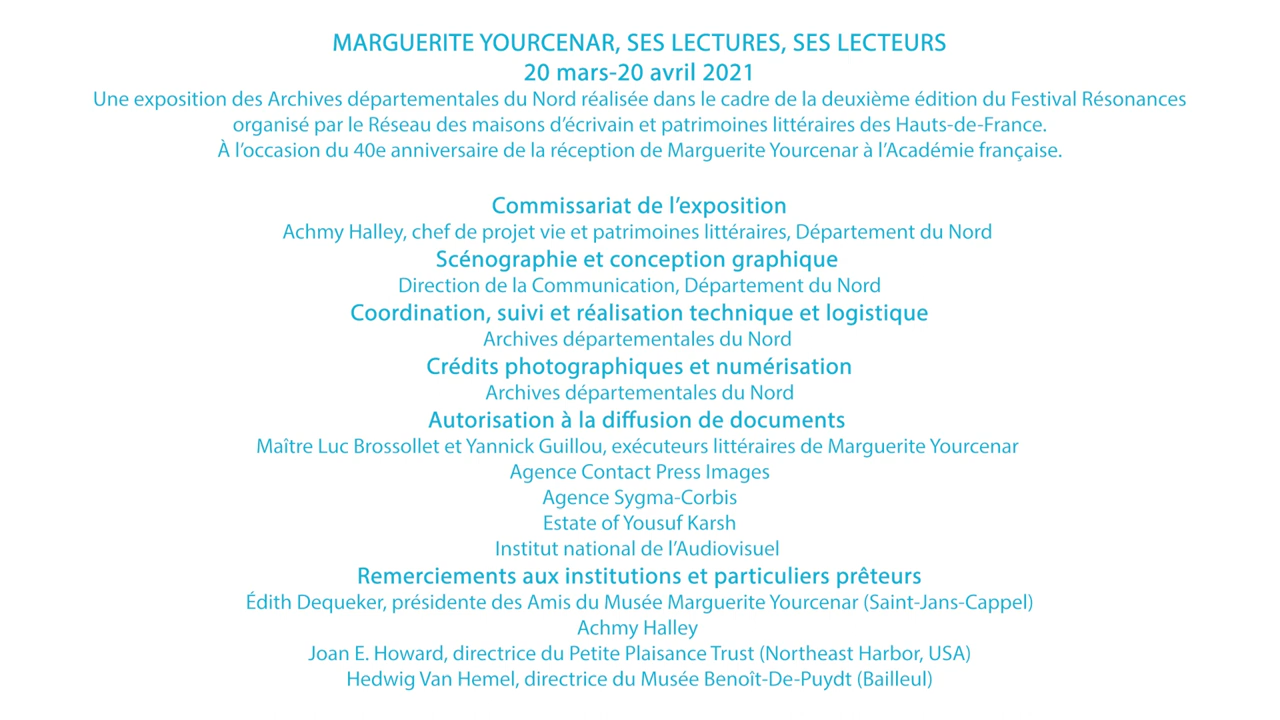 MARGUERITE YOURCENAR, SES LECTURES, SES LECTEURS
20 mars-20 avril 2021
Une exposition des Archives départementales du Nord réalisée dans le cadre de la deuxième édition du Festival Résonances
organisé par le Réseau des maisons d'écrivain et patrimoines littéraires des Hauts-de-France.
À l'occasion du 40e anniversaire de la réception de Marguerite Yourcenar à l'Académie française.
Commissariat de l'exposition
Achmy Halley, chef de projet vie et patrimoines littéraires, Département du Nord
Scénographie et conception graphique
Direction de la Communication, Département du Nord
Coordination, suivi et réalisation technique et logistique
Archives départementales du Nord
Crédits photographiques et numérisation
Archives départementales du Nord
Autorisation à la diffusion de documents
Maître Luc Brossollet et Yannick Guillou, exécuteurs littéraires de Marguerite Yourcenar
Agence Contact Press Images
Agence Sygma-Corbis
Estate of Yousuf Karsh
Institut national de l'Audiovisuel
Remerciements aux institutions et particuliers prêteurs
Édith Dequeker, présidente des Amis du Musée Marguerite Yourcenar (Saint-Jans-Cappel)
Achmy Halley
Joan E. Howard, directrice du Petite Plaisance Trust (Northeast Harbor, USA)
Hedwig Van Hemel, directrice du Musée Benoît-De-Puydt (Bailleul)